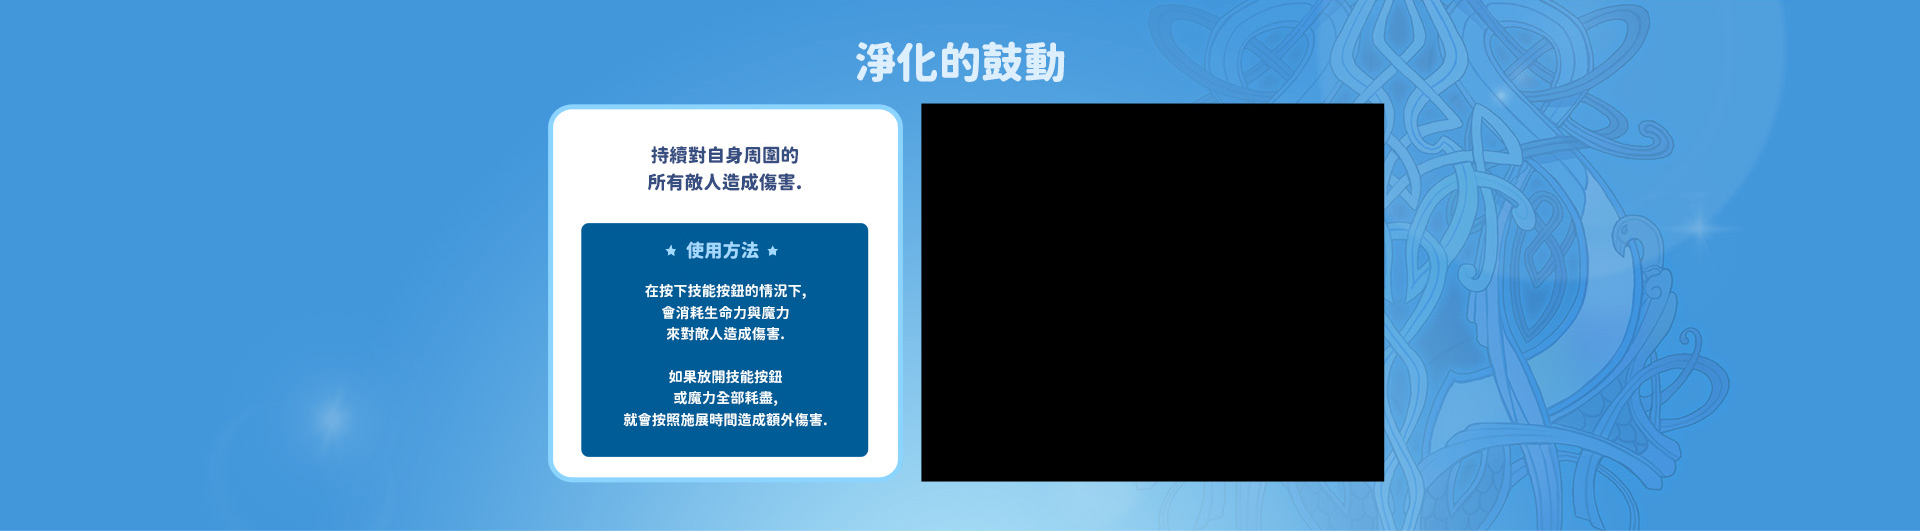 淨化的鼓動
持續對自身周圍的
所有敵人造成傷害.
使用方法
在按下技能按鈕的情況下,
會消耗生命力與魔力
來對敵人造成傷害.
如果放開技能按鈕
或魔力全部耗盡,
就會按照施展時間造成額外傷害.